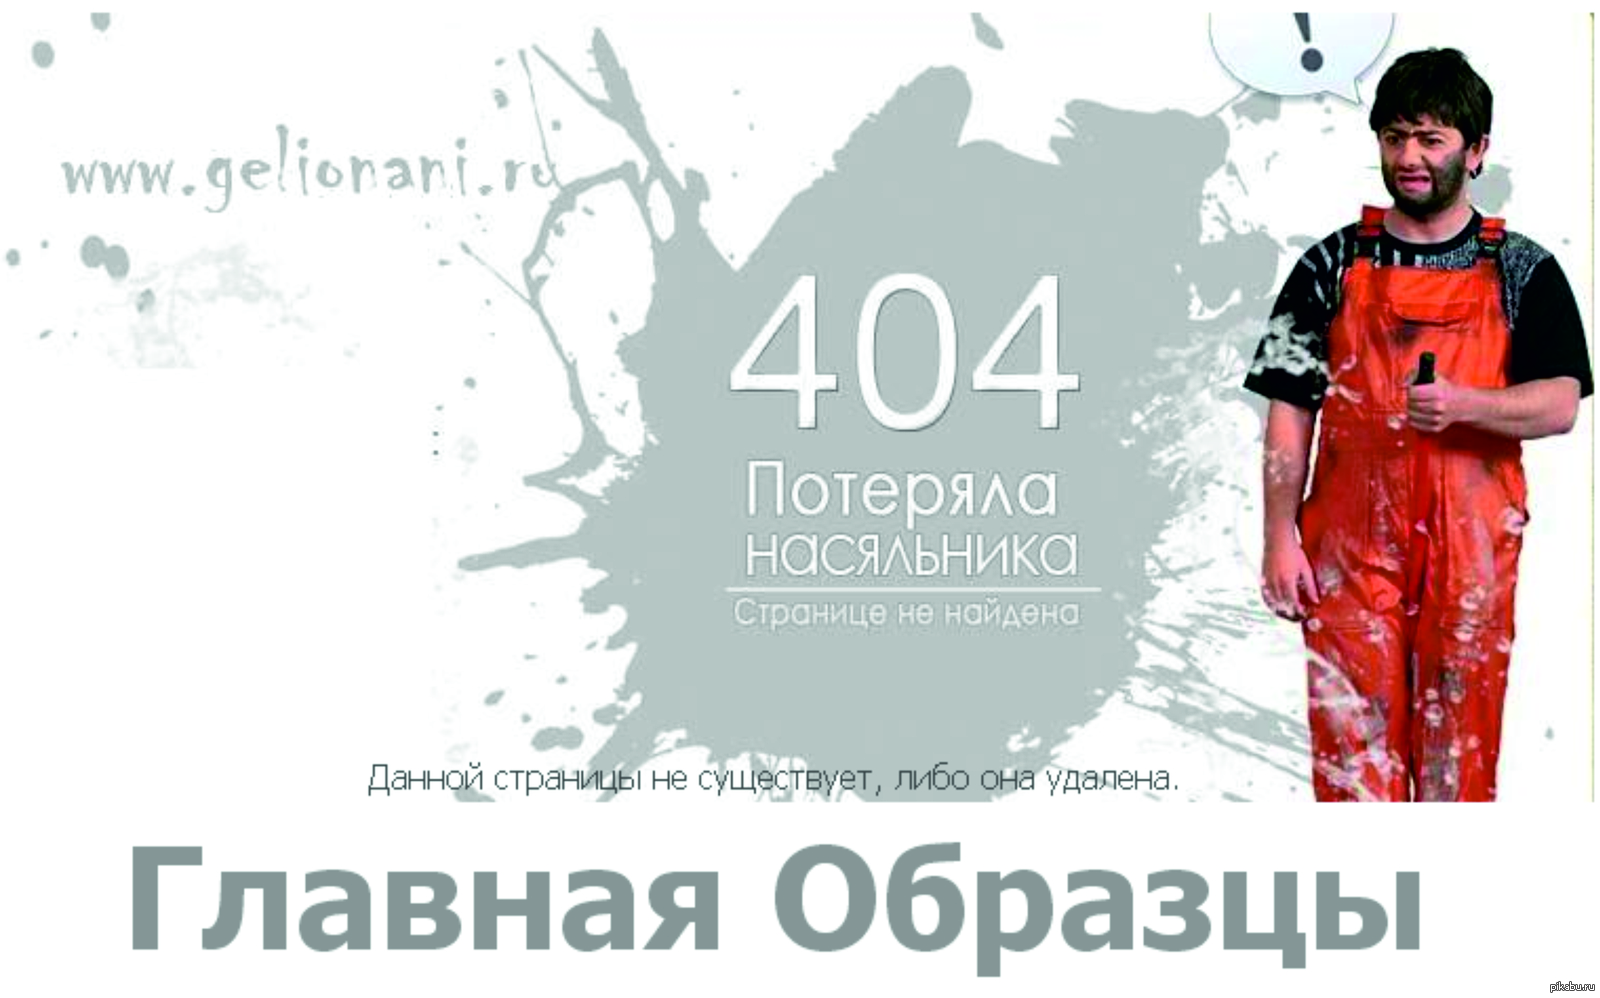 !
www.gelionani.ru
404
Потеряла
насяльника
Странице не найдена
Данной страницы не существует, либо она удалена.
Главная Образцы
pikabu.ru